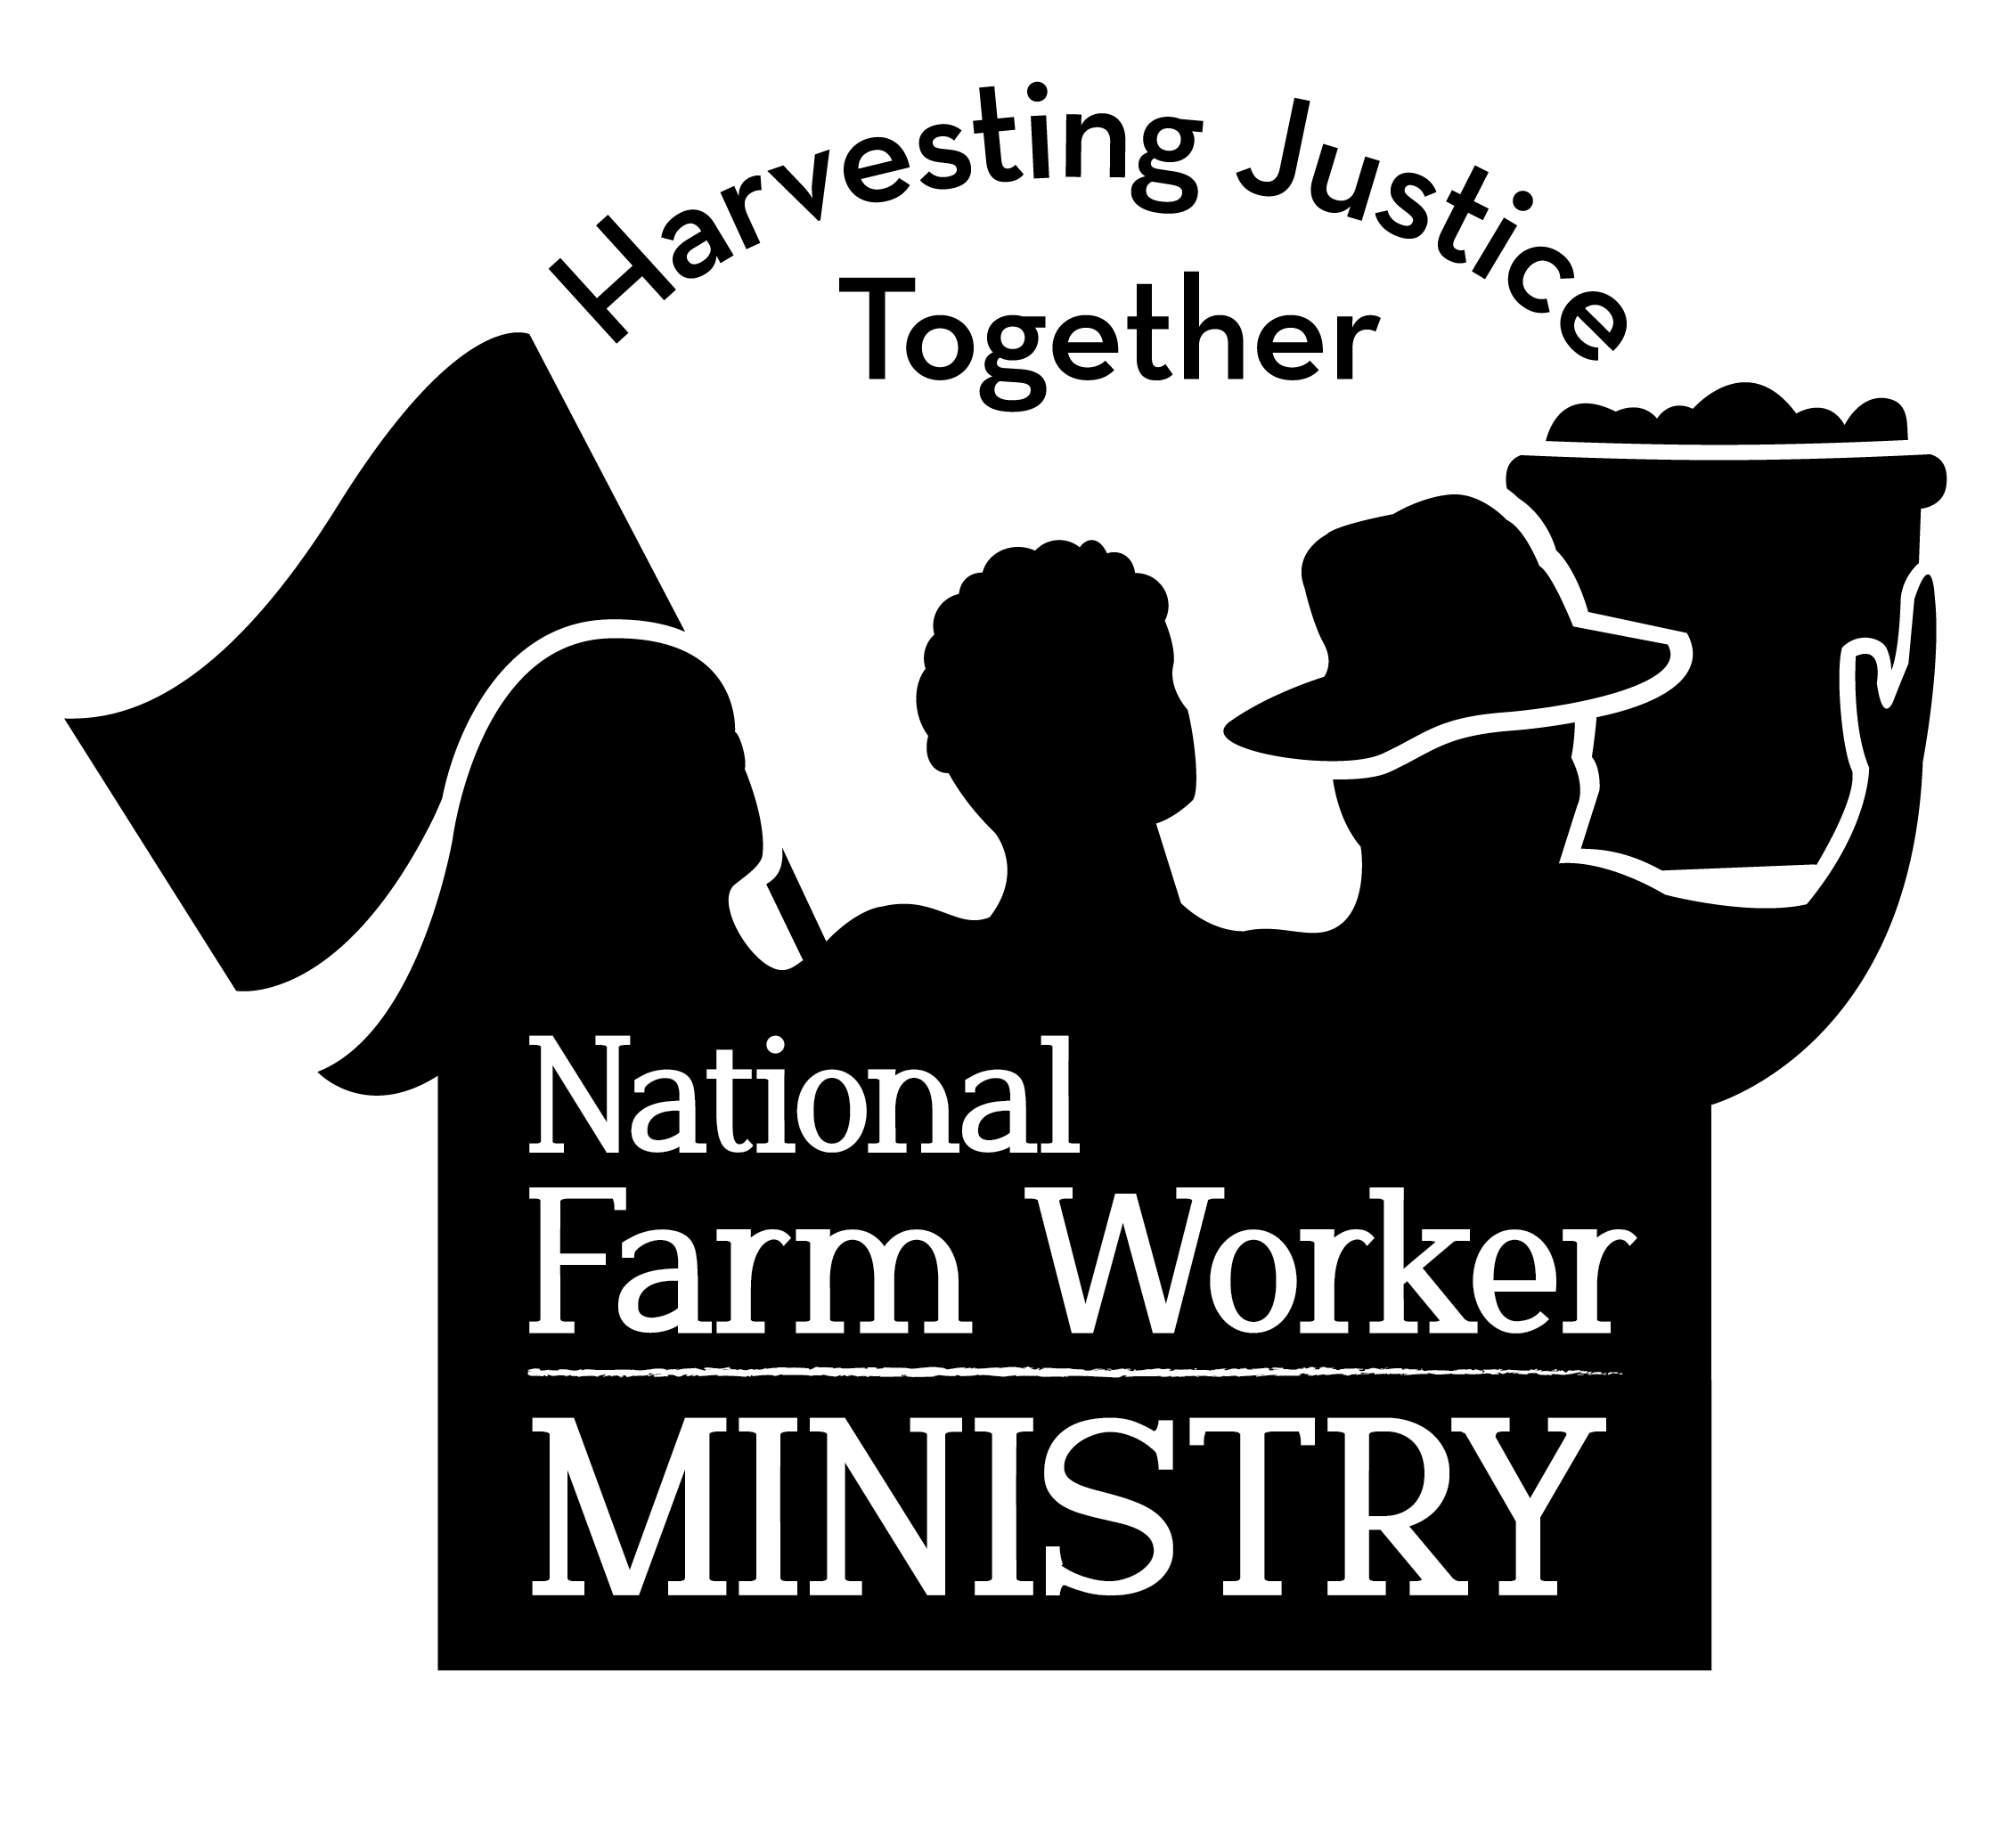 Harvesting Justice
Together
National
Farm Worker
MINISTRY